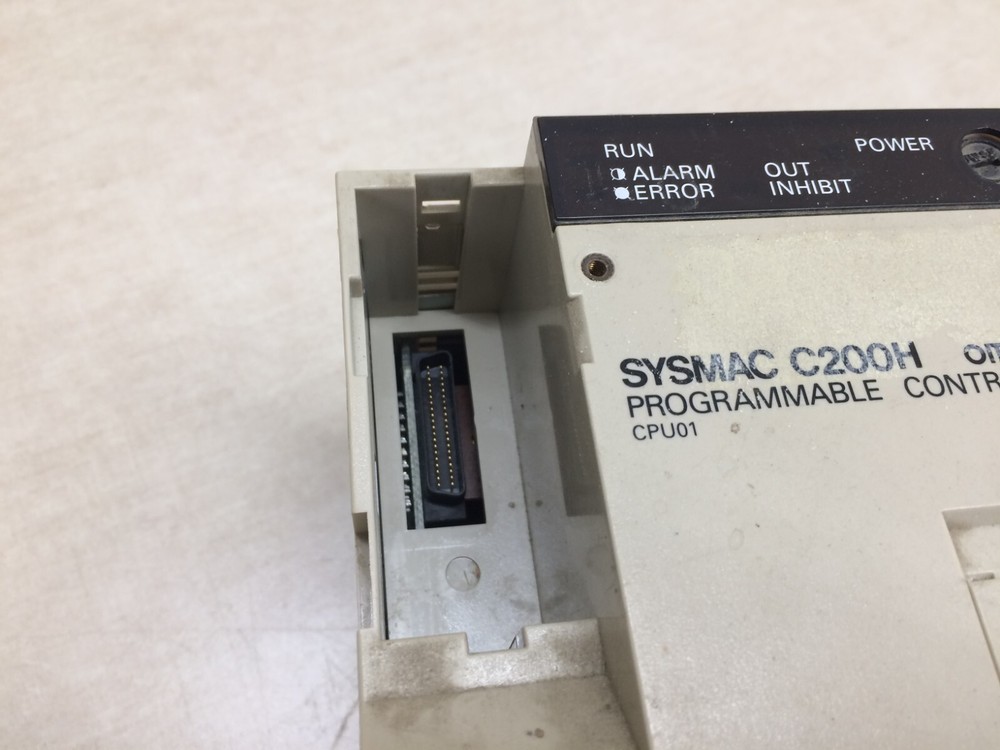 RUN
POWER
ALARM
OUT
ERROR
INHIBIT
SYSMAC C200H
PROGRAMMABLE
CPU01